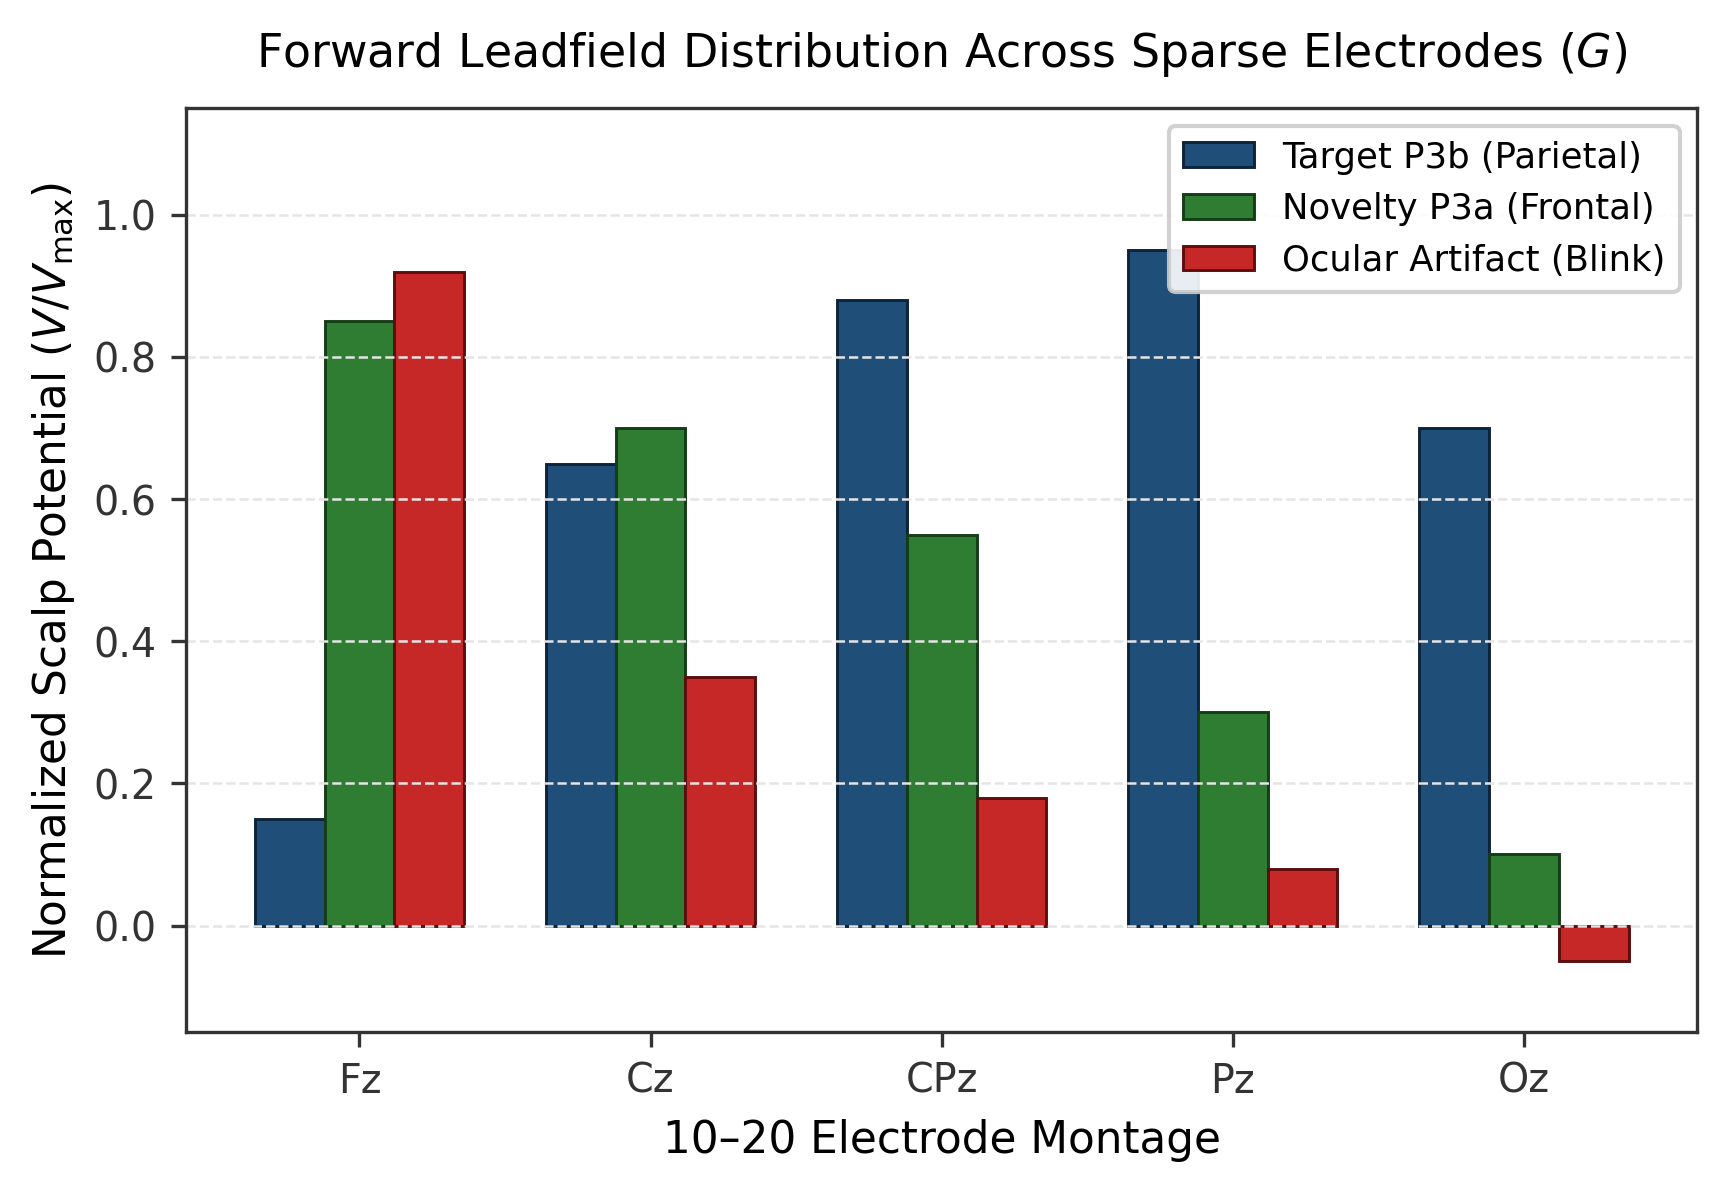 Forward Leadfield Distribution Across Sparse Electrodes (G)
Target P3b (Parietal)
Novelty P3a (Frontal)
Ocular Artifact (Blink)
Normalized Scalp Potential (V/Vmax)
1.0
0.8
0.6
0.4
0.2
0.0
Fz Cz CPz Pz Oz
10–20 Electrode Montage